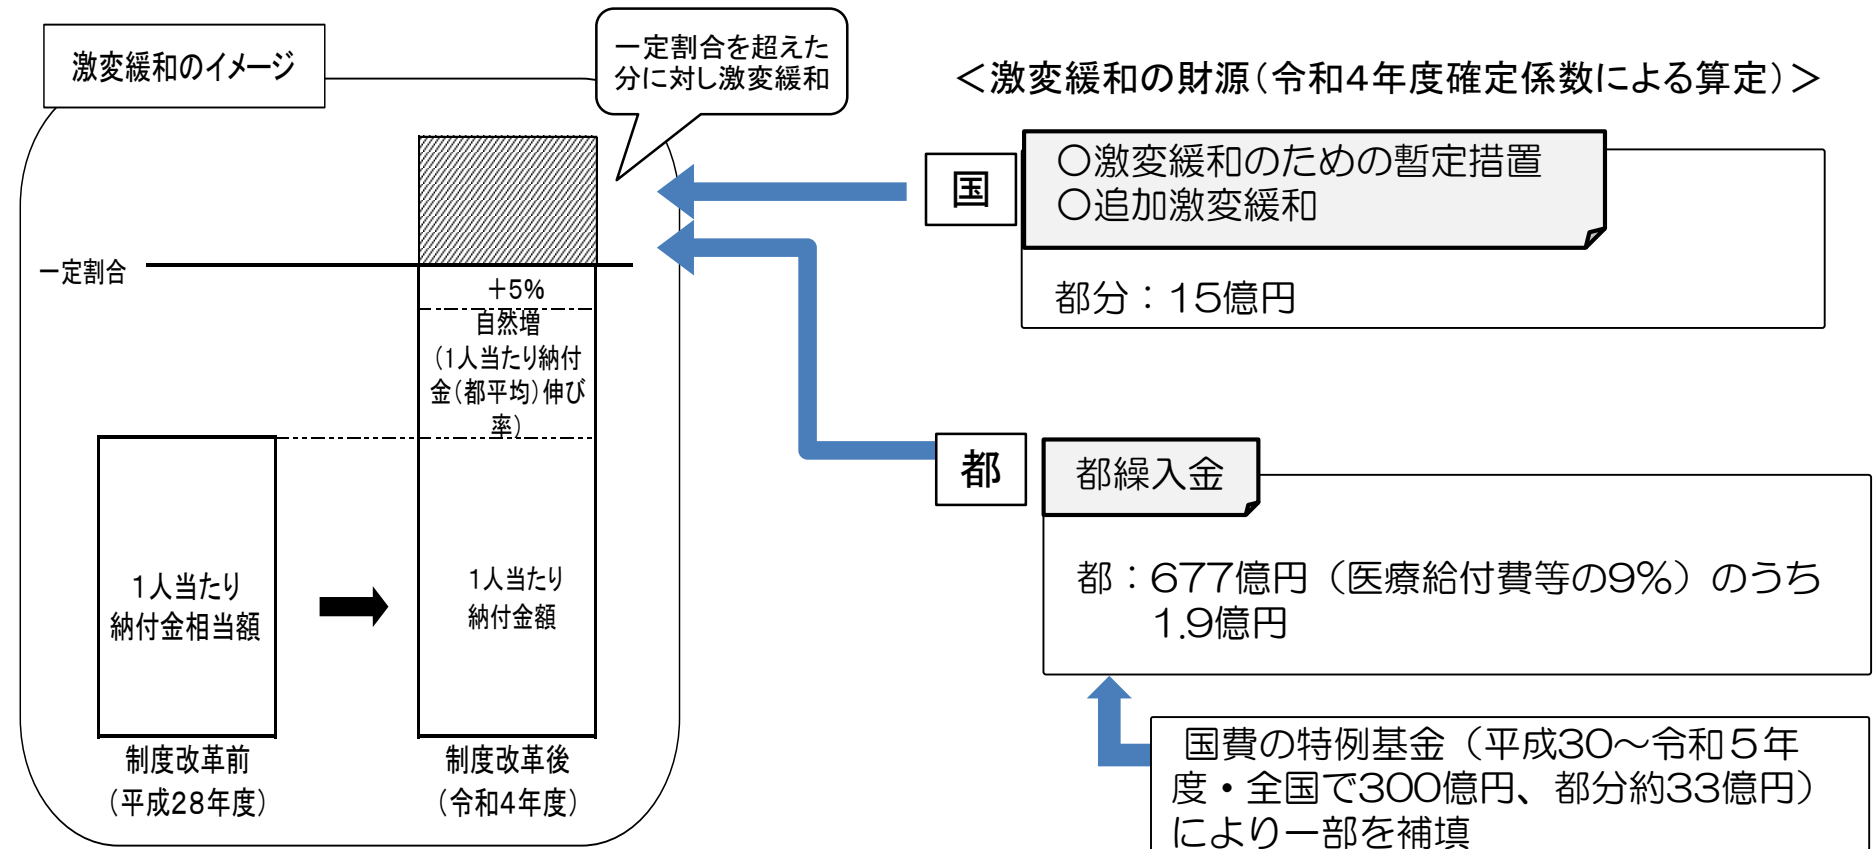 激変緩和のイメージ
一定割合を超えた
分に対し激変緩和
一定割合
+5%
自然増
(1人当たり納付
金(都平均)伸び
率)
1人当たり
納付金相当額
1人当たり
納付金額
制度改革前
(平成28年度)
制度改革後
(令和4年度)
<激変緩和の財源(令和4年度確定係数による算定)>
国
○激変緩和のための暫定措置
○追加激変緩和
都分:15億円
都
都繰入金
都:677億円(医療給付費等の9%)のうち
1.9億円
国費の特例基金(平成30~令和5年
度・全国で300億円、都分約33億円)
により一部を補填